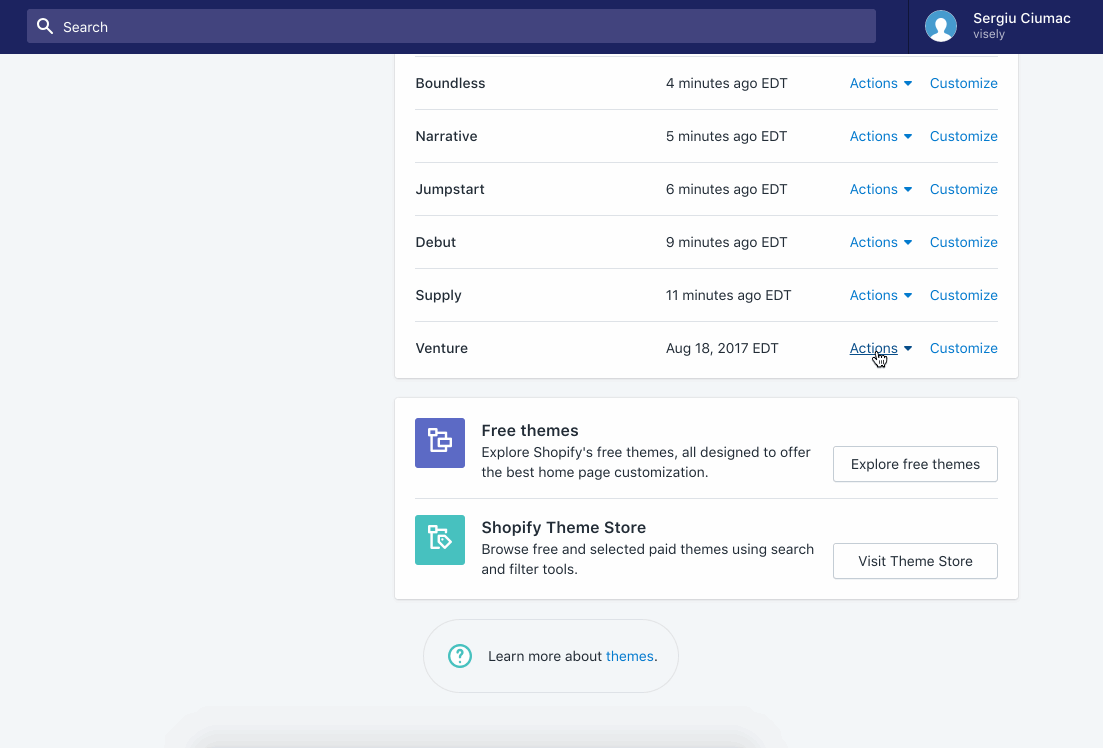 Search
Sergiu Ciumac
visely
Boundless 4 minutes ago EDT Actions Customize
Narrative 5 minutes ago EDT Actions Customize
Jumpstart 6 minutes ago EDT Actions Customize
Debut 9 minutes ago EDT Actions Customize
Supply 11 minutes ago EDT Actions Customize
Venture Aug 18, 2017 EDT Actions Customize
Free themes
Explore Shopify's free themes, all designed to offer
the best home page customization.
Explore free themes
Shopify Theme Store
Browse free and selected paid themes using search
and filter tools.
Visit Theme Store
Learn more about themes.